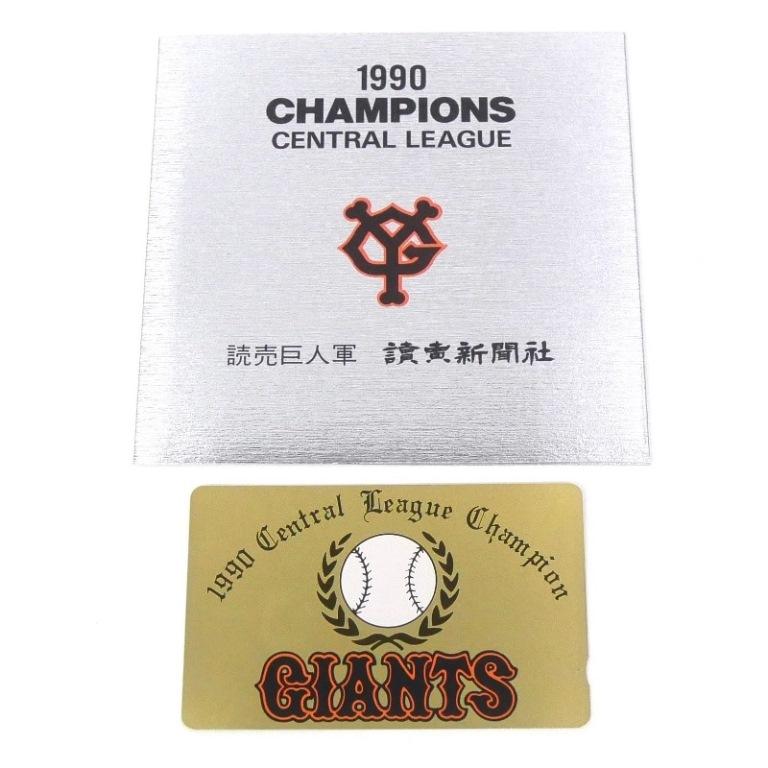 1990
CHAMPIONS
CENTRAL LEAGUE
YG
読売巨人軍 讀賣新聞社
1990 Central League Champion
GIANTS